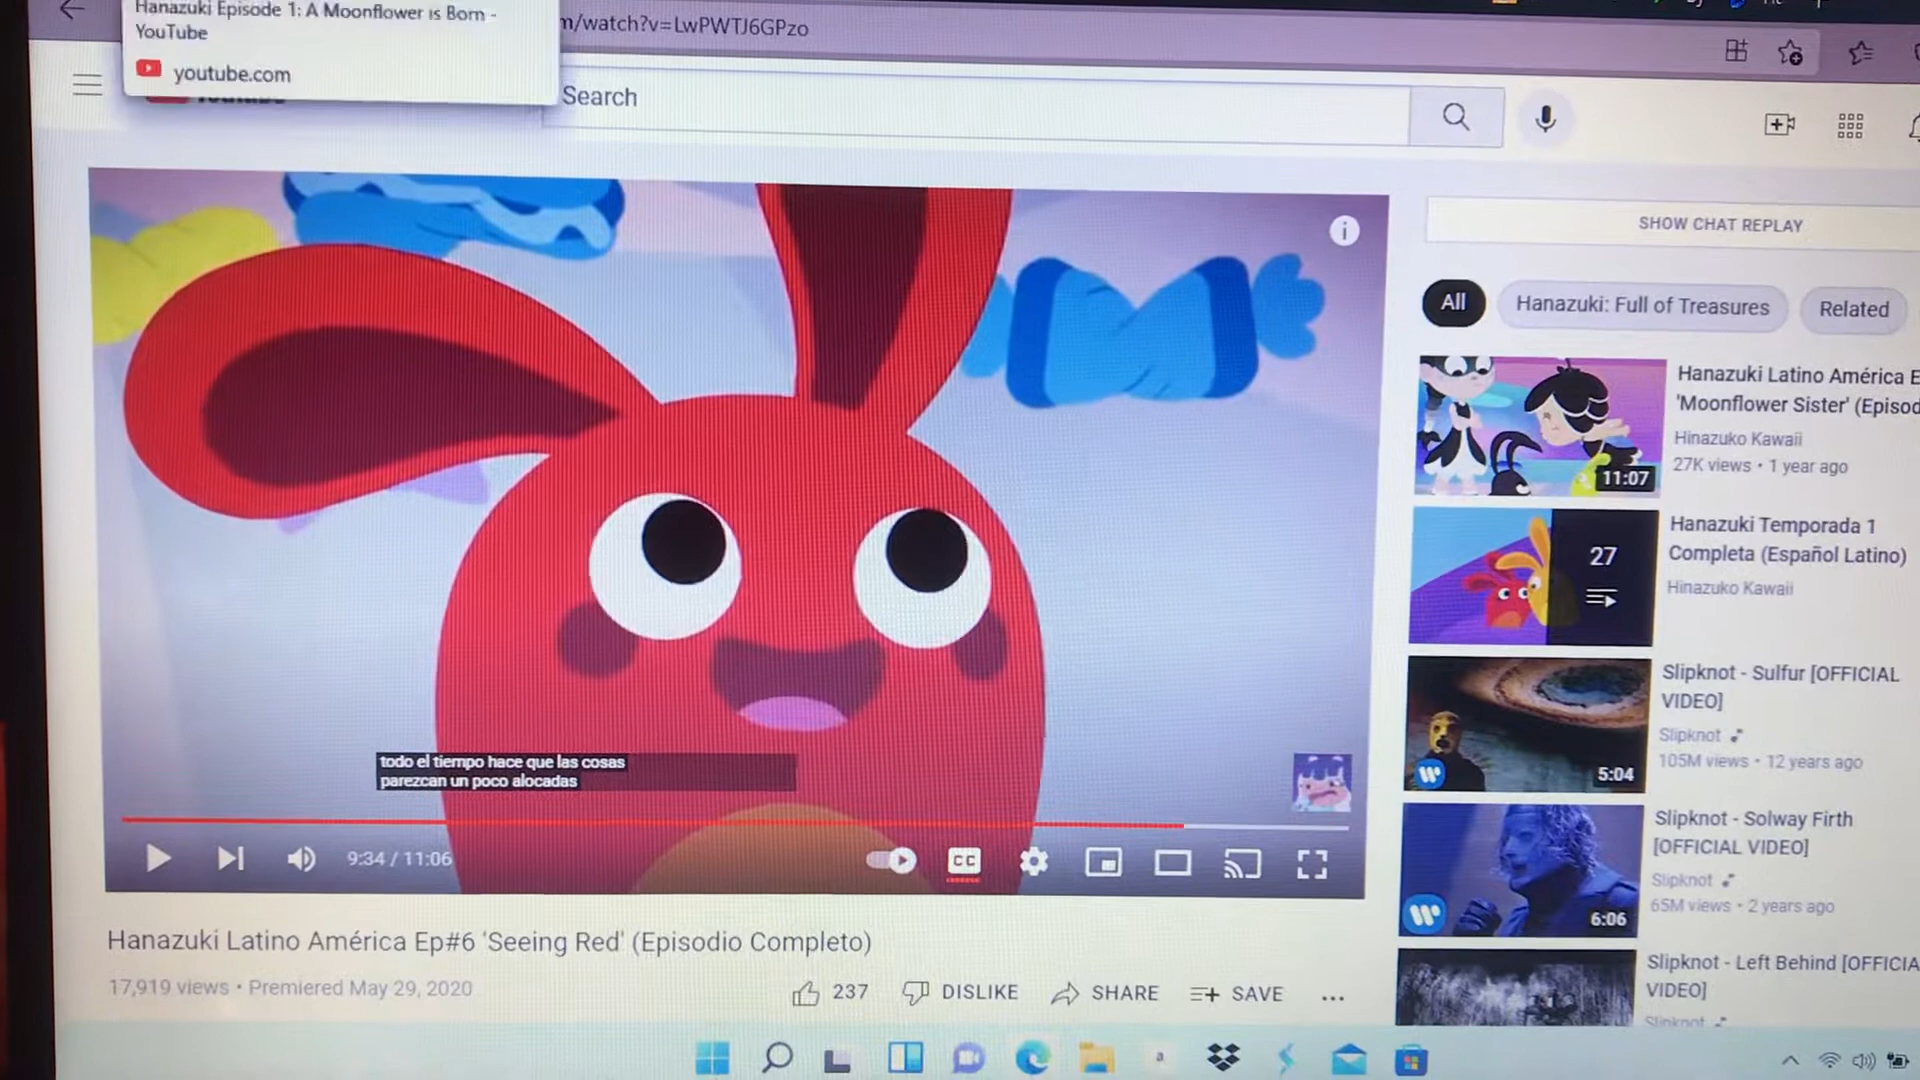 Hanazuki Episode 1: A Moonflower is Born -
YouTube
youtube.com
/watch?v=LwPWTJ6GPzo
Search
SHOW CHAT REPLAY
All
Hanazuki: Full of Treasures
Related
Hanazuki Latino América E
'Moonflower Sister' (Episod
Hinazuko Kawaii
27K views • 1 year ago
11:07
Hanazuki Temporada 1
Completa (Español Latino)
Hinazuko Kawaii
27
Slipknot - Sulfur [OFFICIAL
VIDEO]
Slipknot
105M views • 12 years ago
5:04
Slipknot - Solway Firth
[OFFICIAL VIDEO]
Slipknot
65M views • 2 years ago
6:06
Slipknot - Left Behind [OFFICIA
VIDEO]
Slipknot
todo el tiempo hace que las cosas
parezcan un poco alocadas
9:34 / 11:06
CC
Hanazuki Latino América Ep#6 'Seeing Red' (Episodio Completo)
17,919 views • Premiered May 29, 2020
237
DISLIKE
SHARE
SAVE
a